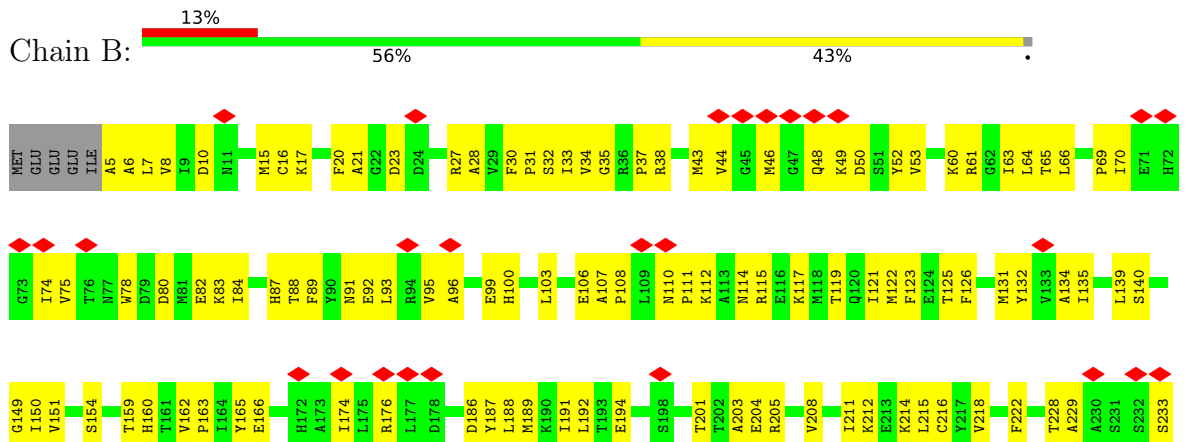 13%
Chain B:
56% 43% •
MET GLU GLU GLU ILE A5 A6 L7 V8 I9 D10 N11 M15 C16 K17 F20 A21 G22 D23 D24 R27 A28 V29 F30 P31 S32 I33 V34 G35 R36 P37 R38 M43 V44 G45 M46 G47 Q48 K49 D50 S51 Y52 V53 K60 R61 G62 I63 L64 T65 L66 P69 I70 E71 H72
G73 I74 V75 T76 N77 W78 D79 D80 M81 E82 K83 I84 H87 T88 F89 Y90 N91 E92 L93 R94 V95 A96 E99 H100 L103 E106 A107 P108 L109 N110 P111 K112 A113 N114 R115 E116 K117 M118 T119 Q120 I121 M122 F123 E124 T125 F126 M131 Y132 V133 A134 I135 L139 S140
G149 I150 V151 S154 T159 H160 T161 V162 P163 I164 Y165 E166 H172 A173 I174 L175 R176 L177 D178 D186 Y187 L188 M189 K190 I191 L192 T193 E194 S198 T201 T202 A203 E204 R205 V208 I211 K212 E213 K214 L215 C216 Y217 V218 F222 T228 A229 A230 S231 S232 S233